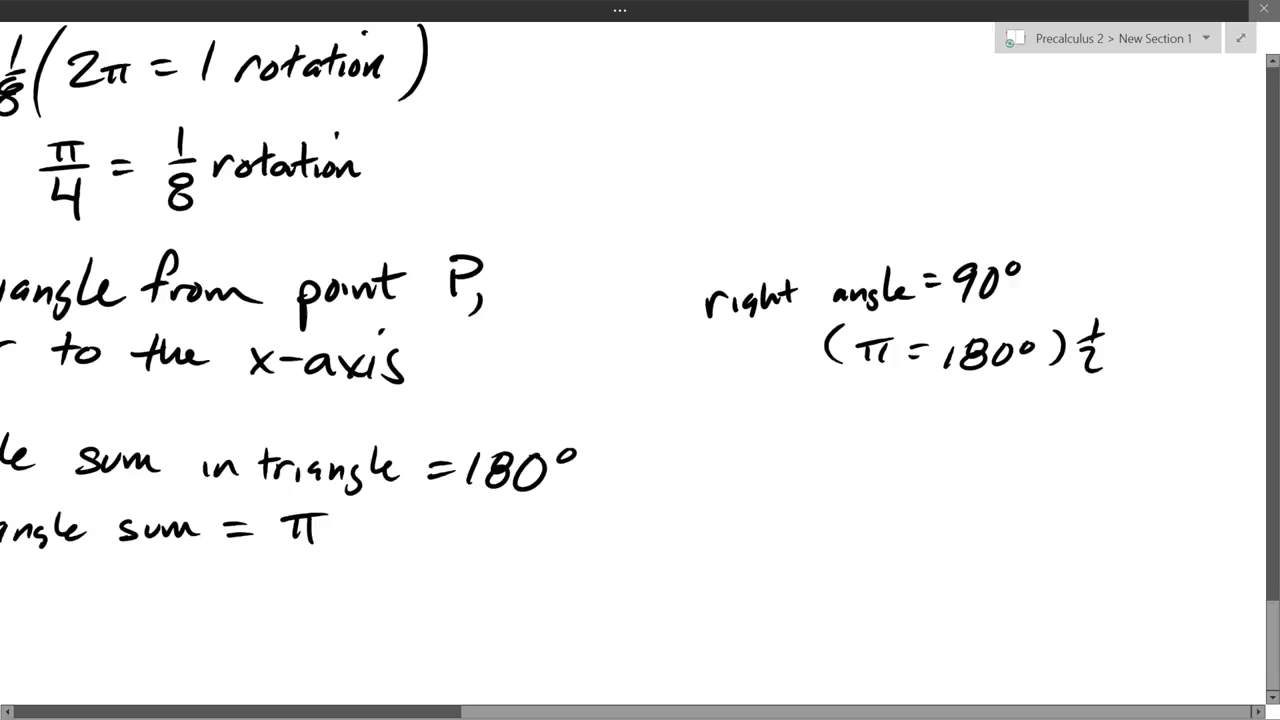 Precalculus 2 > New Section 1
1/8 (2π = 1 rotation)
π/4 = 1/8 rotation
from point P,
to the x-axis
right angle = 90°
(π = 180°) 1/2
sum in triangle = 180°
angle sum = π